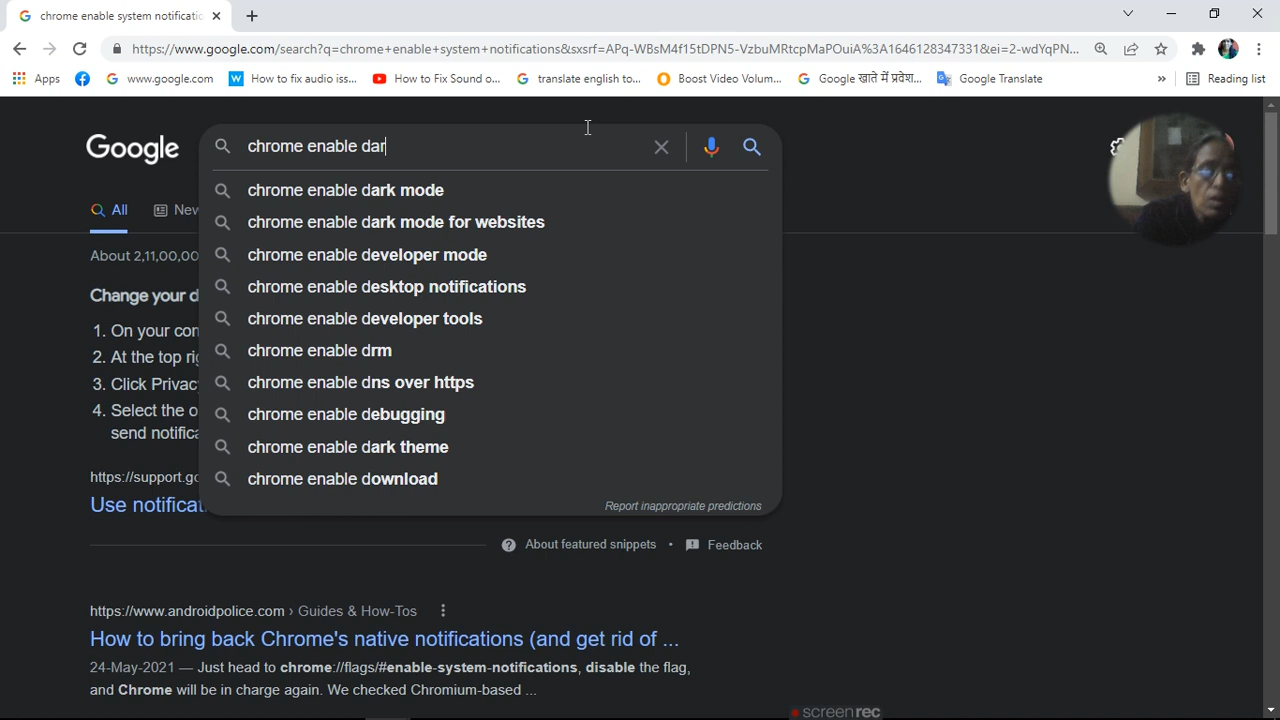 chrome enable system notificatic
https://www.google.com/search?q=chrome+enable+system+notifications&sxsrf=APq-WBsM4f15tDPN5-VzbuMRtcpMaPOuiA%3A1646128347331&ei=2-wdYqPN...
Apps
www.google.com
How to fix audio iss...
How to Fix Sound o...
translate english to...
Boost Video Volum...
Google खाते में प्रवेश...
Google Translate
»
Reading list
Google
chrome enable dar
chrome enable dark mode
chrome enable dark mode for websites
chrome enable developer mode
chrome enable desktop notifications
chrome enable developer tools
chrome enable drm
chrome enable dns over https
chrome enable debugging
chrome enable dark theme
chrome enable download
Report inappropriate predictions
All
New
About 2,11,00,00
Change your d
1. On your con
2. At the top rig
3. Click Privac
4. Select the o
send notifica
https://support.go
Use notificat
About featured snippets • Feedback
https://www.androidpolice.com › Guides & How-Tos
How to bring back Chrome's native notifications (and get rid of ...
24-May-2021 — Just head to chrome://flags/#enable-system-notifications, disable the flag,
and Chrome will be in charge again. We checked Chromium-based ...
screenrec